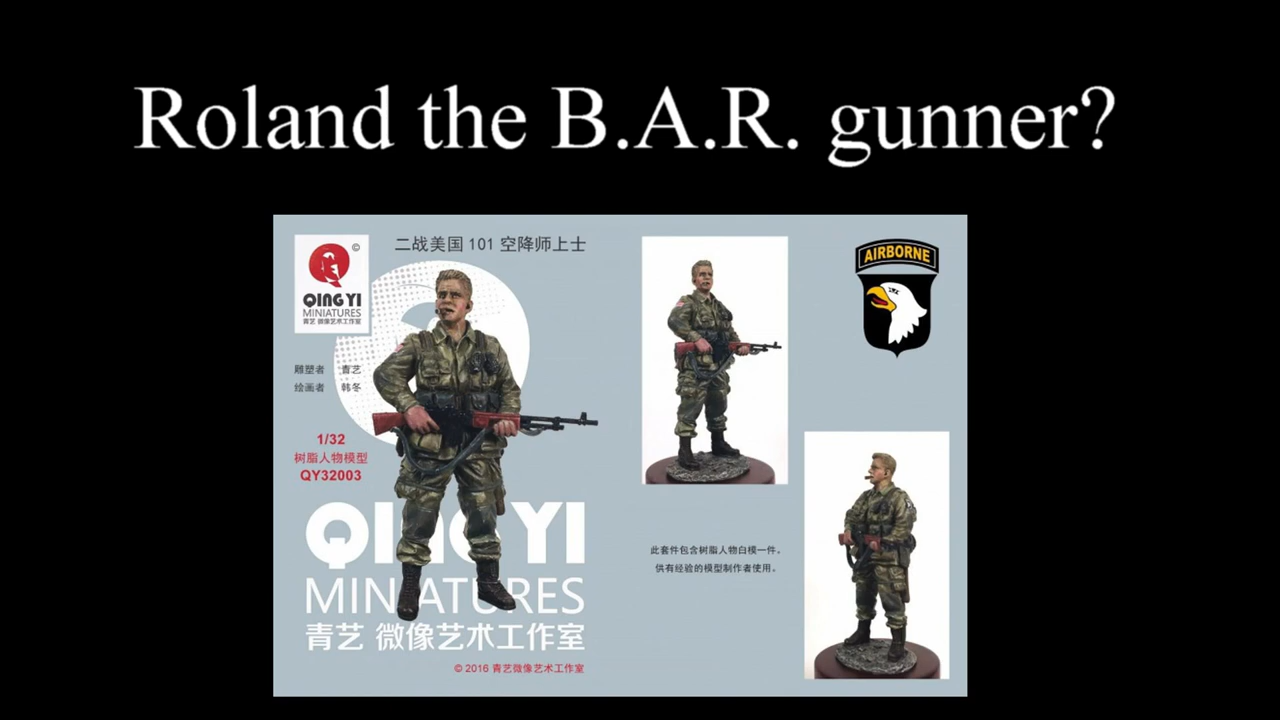 Roland the B.A.R. gunner?
©
QING YI
MINIATURES
青艺 微像艺术工作室
二战美国 101 空降师上士
雕塑者 青艺
绘画者 韩冬
1/32
树脂人物模型
QY32003
QING YI
MINIATURES
青艺 微像艺术工作室
© 2016 青艺微像艺术工作室
AIRBORNE
此套件包含树脂人物白模一件。
供有经验的模型制作者使用。